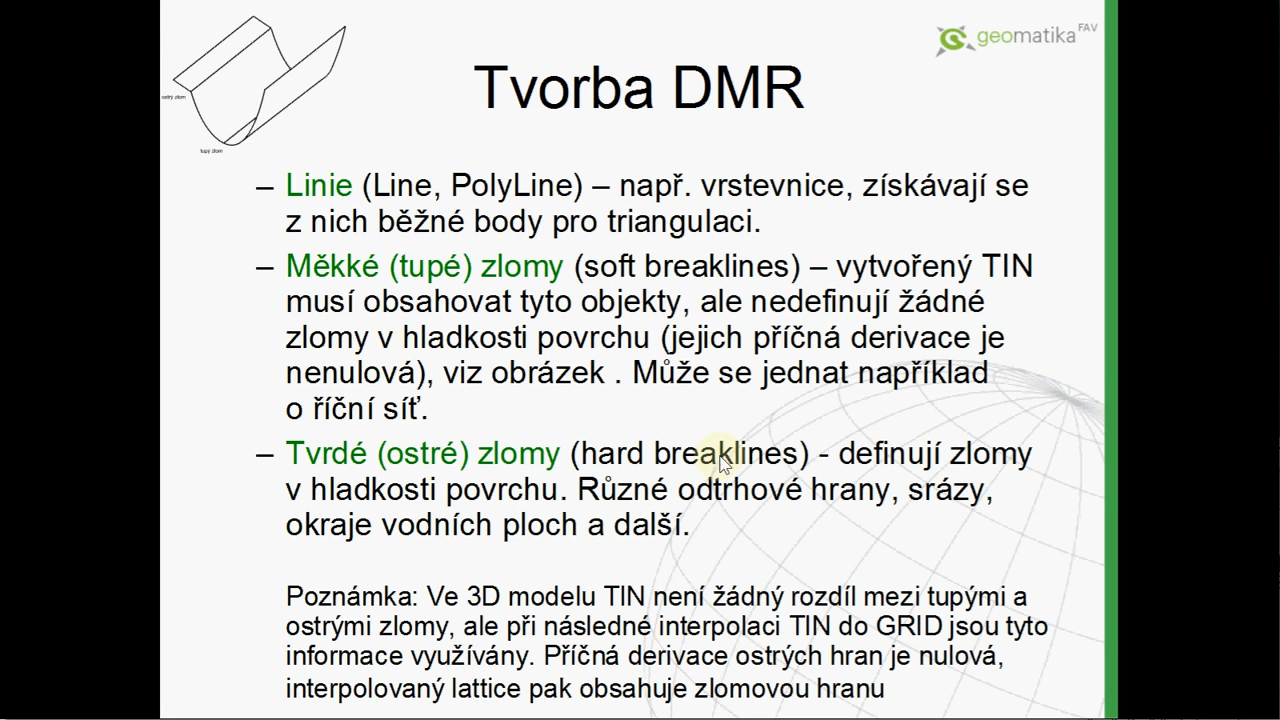 geomatika FAV
Tvorba DMR
ostrý zlom
tupý zlom
– Linie (Line, PolyLine) – např. vrstevnice, získávají se
z nich běžné body pro triangulaci.
– Měkké (tupé) zlomy (soft breaklines) – vytvořený TIN
musí obsahovat tyto objekty, ale nedefinují žádné
zlomy v hladkosti povrchu (jejich příčná derivace je
nenulová), viz obrázek . Může se jednat například
o říční síť.
– Tvrdé (ostré) zlomy (hard breaklines) - definují zlomy
v hladkosti povrchu. Různé odtrhové hrany, srázy,
okraje vodních ploch a další.
Poznámka: Ve 3D modelu TIN není žádný rozdíl mezi tupými a
ostrými zlomy, ale při následné interpolaci TIN do GRID jsou tyto
informace využívány. Příčná derivace ostrých hran je nulová,
interpolovaný lattice pak obsahuje zlomovou hranu